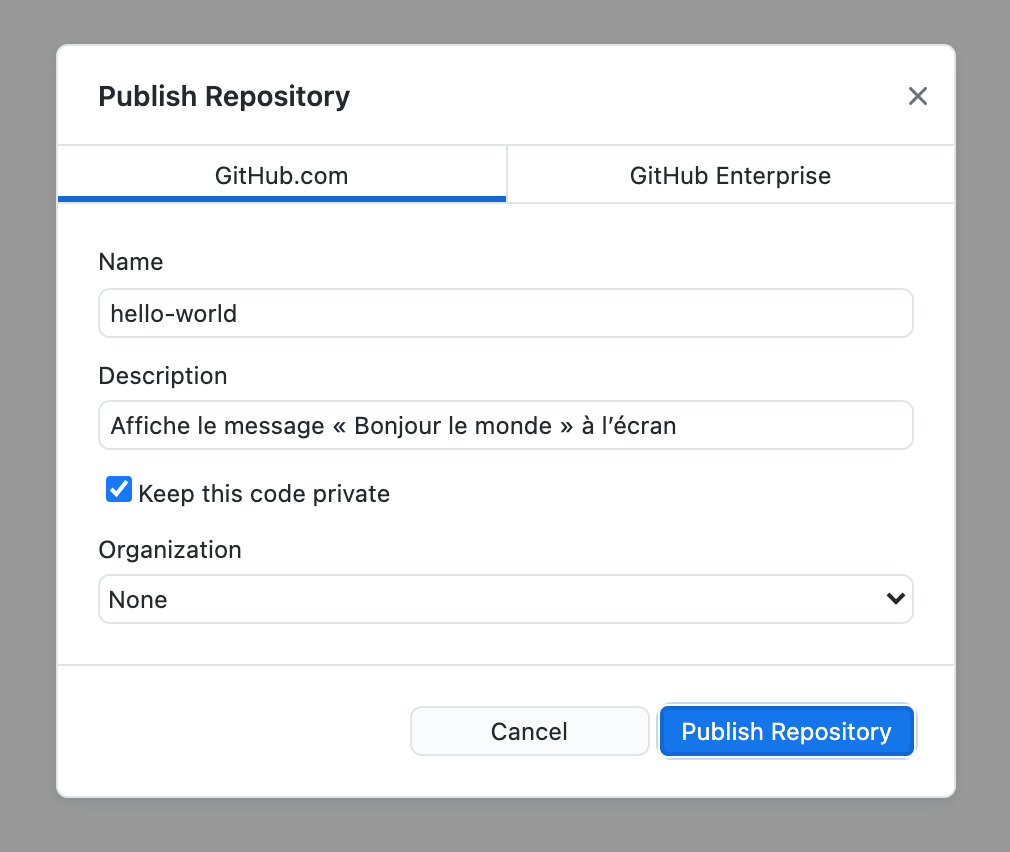 Publish Repository
GitHub.com
GitHub Enterprise
Name
hello-world
Description
Affiche le message « Bonjour le monde » à l’écran
Keep this code private
Organization
None
Cancel
Publish Repository